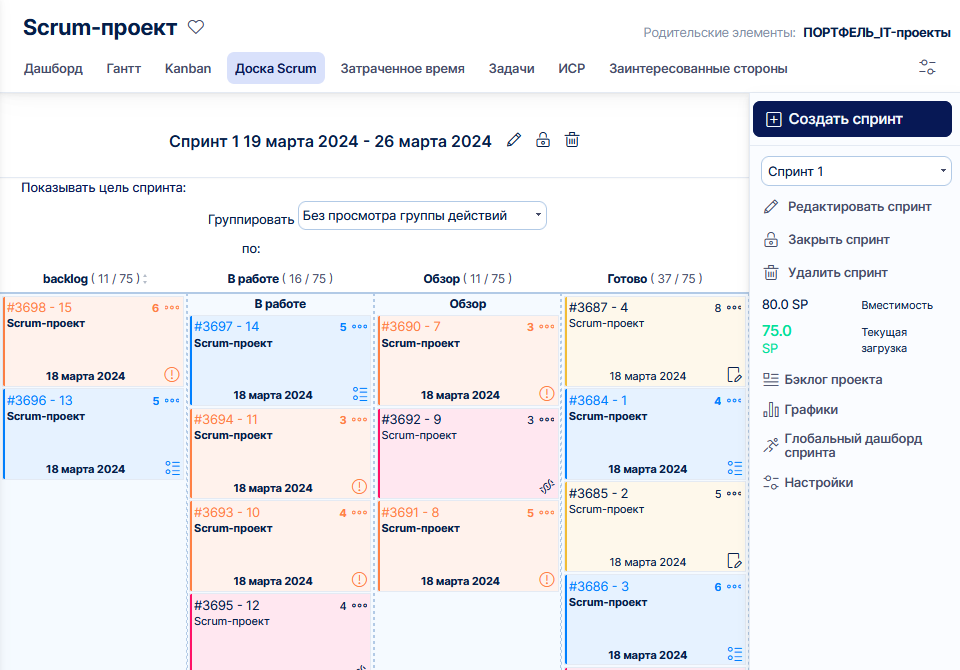 Scrum-проект
Родительские элементы: ПОРТФЕЛЬ_IT-проекты
Дашборд Гантт Kanban Доска Scrum Затраченное время Задачи ИСР Заинтересованные стороны
Спринт 1 19 марта 2024 - 26 марта 2024
Показывать цель спринта:
Группировать по:
Без просмотра группы действий
backlog ( 11 / 75 )
#3698 - 15 6
Scrum-проект
18 марта 2024
#3696 - 13 5
Scrum-проект
18 марта 2024
В работе ( 16 / 75 )
В работе
#3697 - 14 5
Scrum-проект
18 марта 2024
#3694 - 11 3
Scrum-проект
18 марта 2024
#3693 - 10 4
Scrum-проект
18 марта 2024
#3695 - 12 4
Scrum-проект
Обзор ( 11 / 75 )
Обзор
#3690 - 7 3
Scrum-проект
18 марта 2024
#3692 - 9 3
Scrum-проект
#3691 - 8 5
Scrum-проект
18 марта 2024
Готово ( 37 / 75 )
#3687 - 4 8
Scrum-проект
18 марта 2024
#3684 - 1 4
Scrum-проект
18 марта 2024
#3685 - 2 5
Scrum-проект
18 марта 2024
#3686 - 3 6
Scrum-проект
18 марта 2024
Создать спринт
Спринт 1
Редактировать спринт
Закрыть спринт
Удалить спринт
80.0 SP Вместимость
75.0 SP
Текущая
загрузка
Бэклог проекта
Графики
Глобальный дашборд
спринта
Настройки